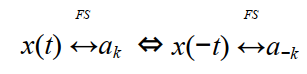 FS FS
x(t) ↔ a_k ⇔ x(−t) ↔ a_−k